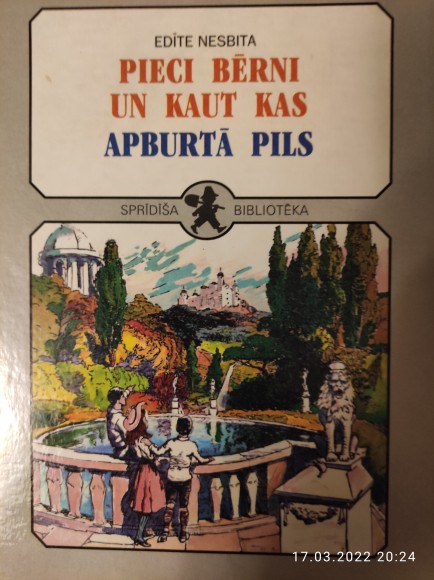 EDĪTE NESBITA
PIECI BĒRNI
UN KAUT KAS
APBURTĀ PILS
SPRĪDĪŠA BIBLIOTĒKA
17.03.2022 20:24